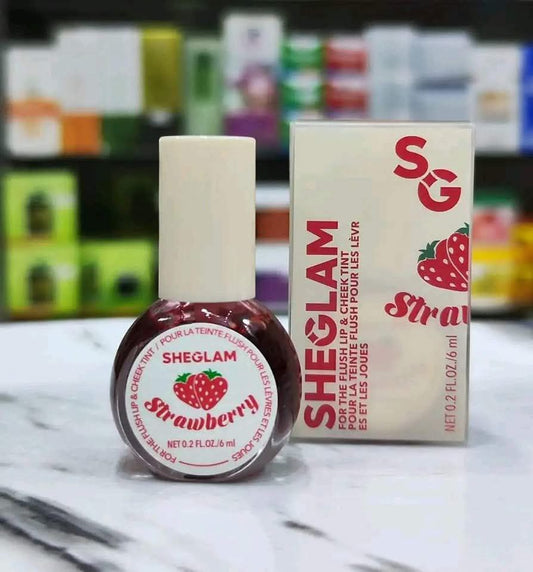 SHEGLAM
Strawberry
NET 0.2 FL.OZ./6 ml
FOR THE FLUSH LIP & CHEEK TINT / POUR LA TEINTE FLUSH POUR LES LÈVRES ET LES JOUES
SG
SHEGLAM
FOR THE FLUSH LIP & CHEEK TINT
POUR LA TEINTE FLUSH POUR LES LÈVR
ES ET LES JOUES
Straw
NET 0.2 FL.OZ./6 ml